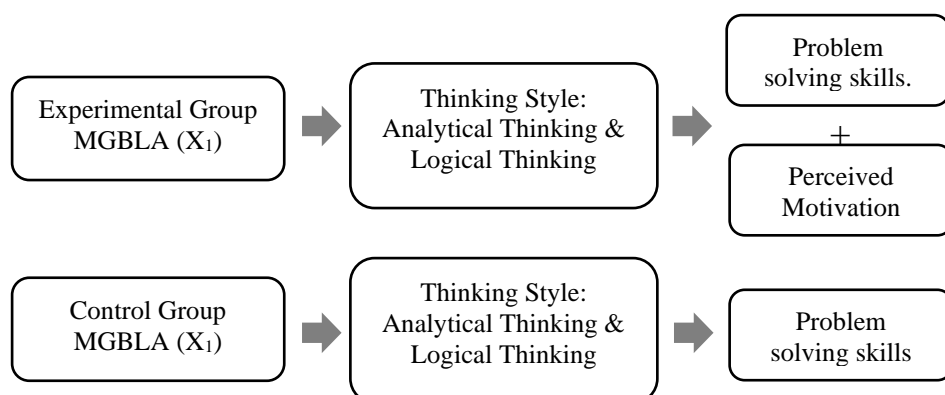 Experimental Group
MGBLA (X₁)
Thinking Style:
Analytical Thinking &
Logical Thinking
Problem
solving skills.
+
Perceived
Motivation
Control Group
MGBLA (X₁)
Thinking Style:
Analytical Thinking &
Logical Thinking
Problem
solving skills